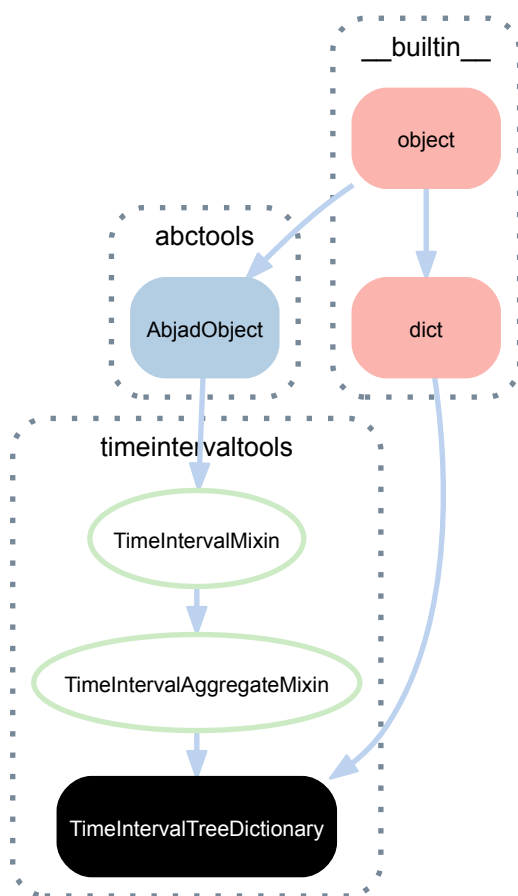 __builtin__
object
abctools
AbjadObject
dict
timeintervaltools
TimeIntervalMixin
TimeIntervalAggregateMixin
TimeIntervalTreeDictionary